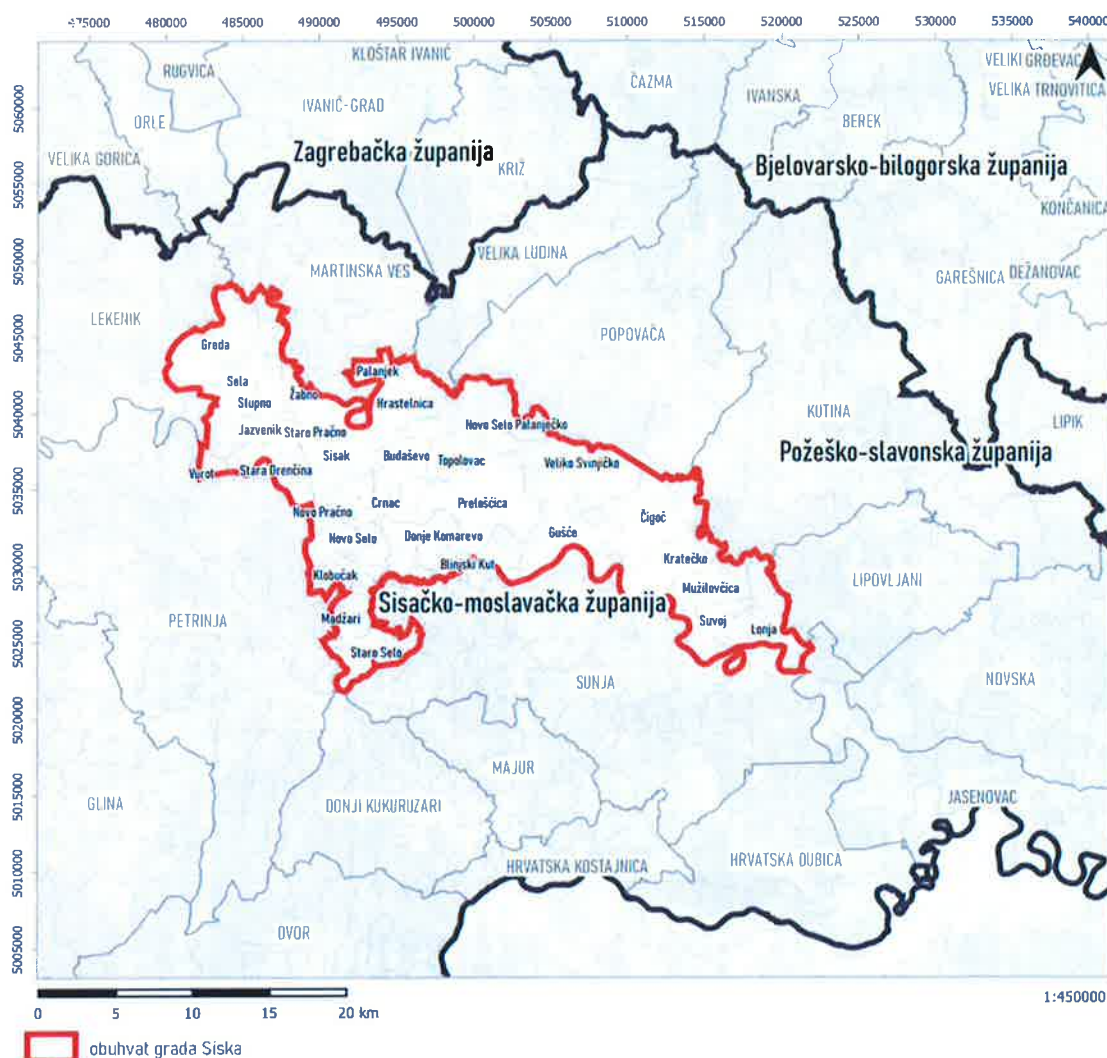 475000 480000 485000 490000 495000 500000 505000 510000 515000 520000 525000 530000 535000 540000
KLOŠTAR IVANIĆ
RUGVICA
ČAZMA
VELIKI GRĐEVAC
IVANIĆ-GRAD
IVANSKA
VELIKA TRNOVITICA
ORLE
BEREK
5060000
VELIKA GORICA
Zagrebačka županija
KRIŽ
Bjelovarsko-bilogorska županija
5055000
KONČANICA
VELIKA LUDINA
MARTINSKA VES
GAREŠNICA
DEŽANOVAC
5050000
LEKENIK
POPOVAČA
Greda
5045000
Palanjek
Sela
Žabno
Stupno
Hrastelnica
KUTINA
LIPIK
5040000
Jazvenik
Staro Pračno
Novo Selo Palanječko
Sisak
Budaševo
Topolovac
Veliko Svinjičko
Požeško-slavonska županija
Vurot
Stara Drenčina
5035000
Novo Pračno
Crnac
Prelošćica
Čigoč
Novo Selo
Donje Komarevo
Gušće
Blinjski Kut
Kratečko
5030000
Klobučak
LIPOVLJANI
Mužilovčica
Sisačko-moslavačka županija
PETRINJA
Madžari
Suvoj
Lonja
5025000
Staro Selo
SUNJA
NOVSKA
5020000
MAJUR
5015000
GLINA
DONJI KUKURUZARI
JASENOVAC
HRVATSKA KOSTAJNICA
HRVATSKA DUBICA
5010000
DVOR
5005000
0 5 10 15 20 km
1:450000
obuhvat grada Siska